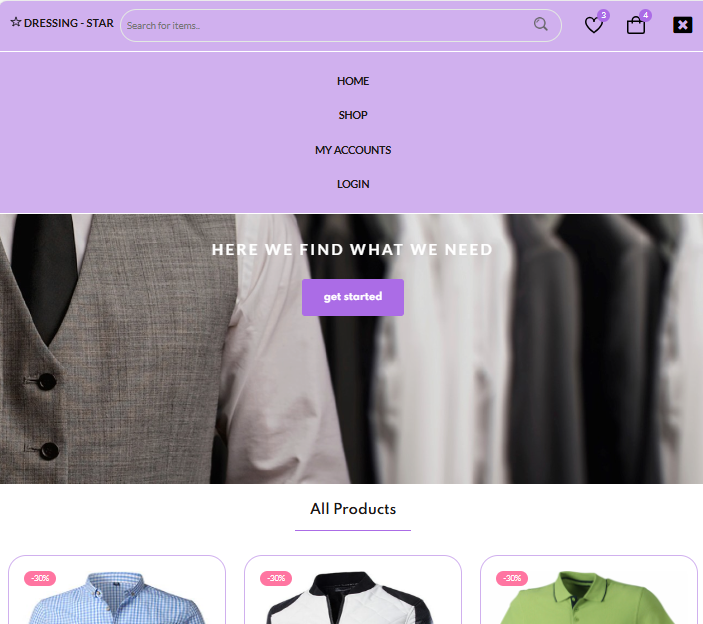 ☆ DRESSING - STAR
Search for items..
3
4
HOME
SHOP
MY ACCOUNTS
LOGIN
HERE WE FIND WHAT WE NEED
get started
All Products
-30%
-30%
-30%